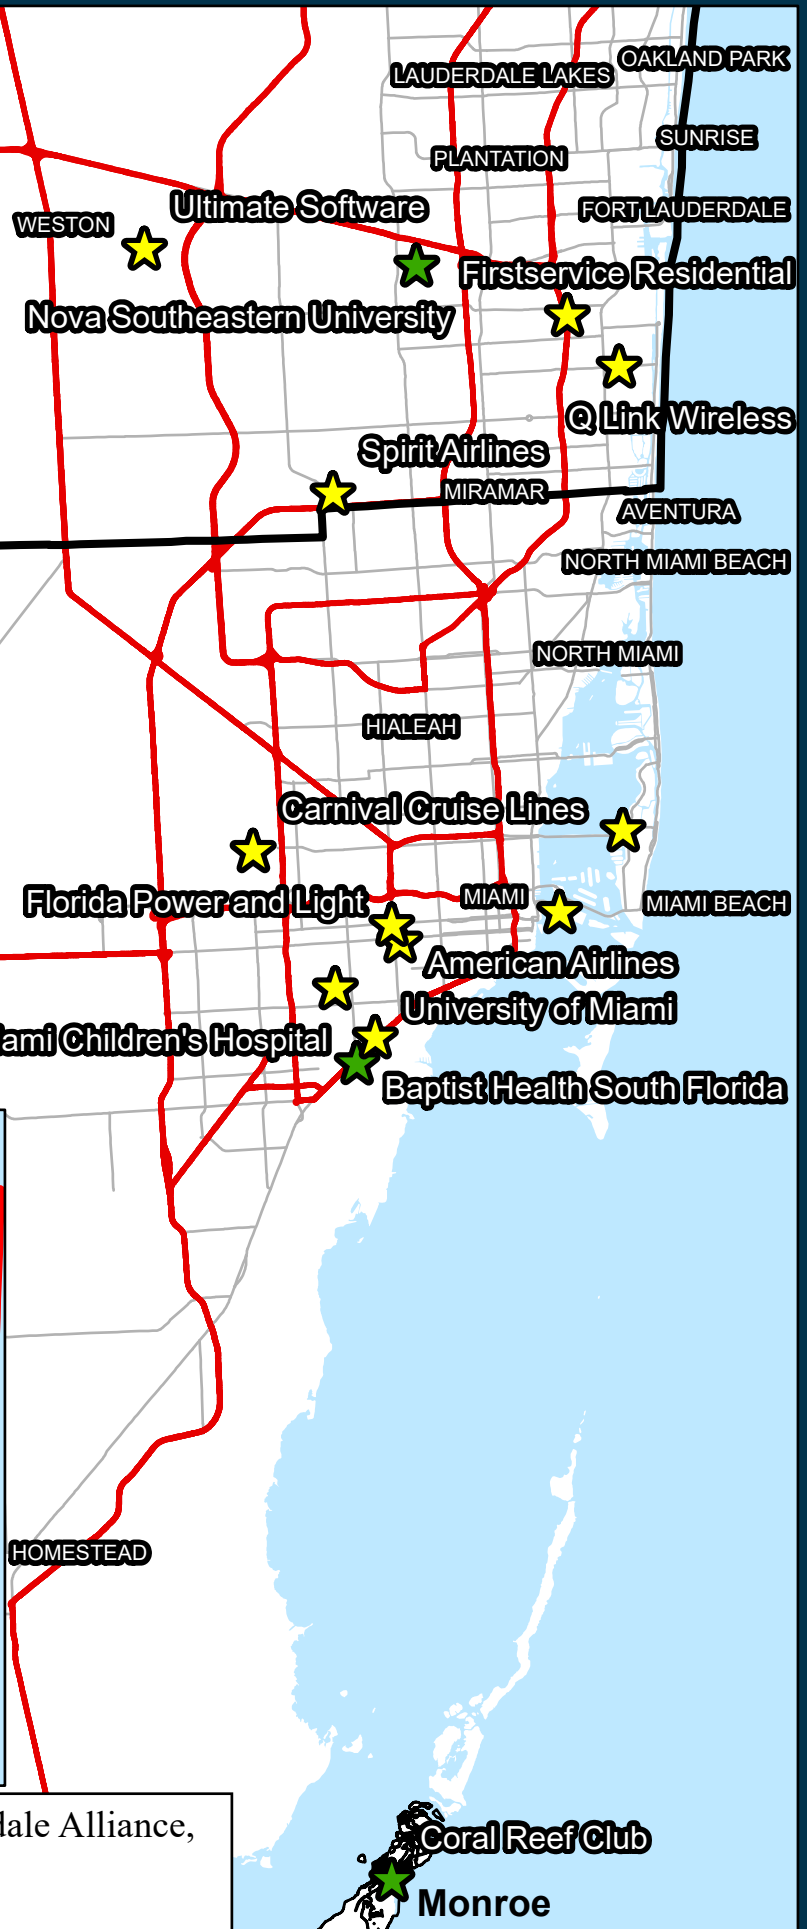 OAKLAND PARK
LAUDERDALE LAKES
SUNRISE
PLANTATION
Ultimate Software
FORT LAUDERDALE
WESTON
Firstservice Residential
Nova Southeastern University
Q Link Wireless
Spirit Airlines
MIRAMAR
AVENTURA
NORTH MIAMI BEACH
NORTH MIAMI
HIALEAH
Carnival Cruise Lines
MIAMI
Florida Power and Light
MIAMI BEACH
American Airlines
University of Miami
ami Children's Hospital
Baptist Health South Florida
HOMESTEAD
dale Alliance,
Coral Reef Club
Monroe